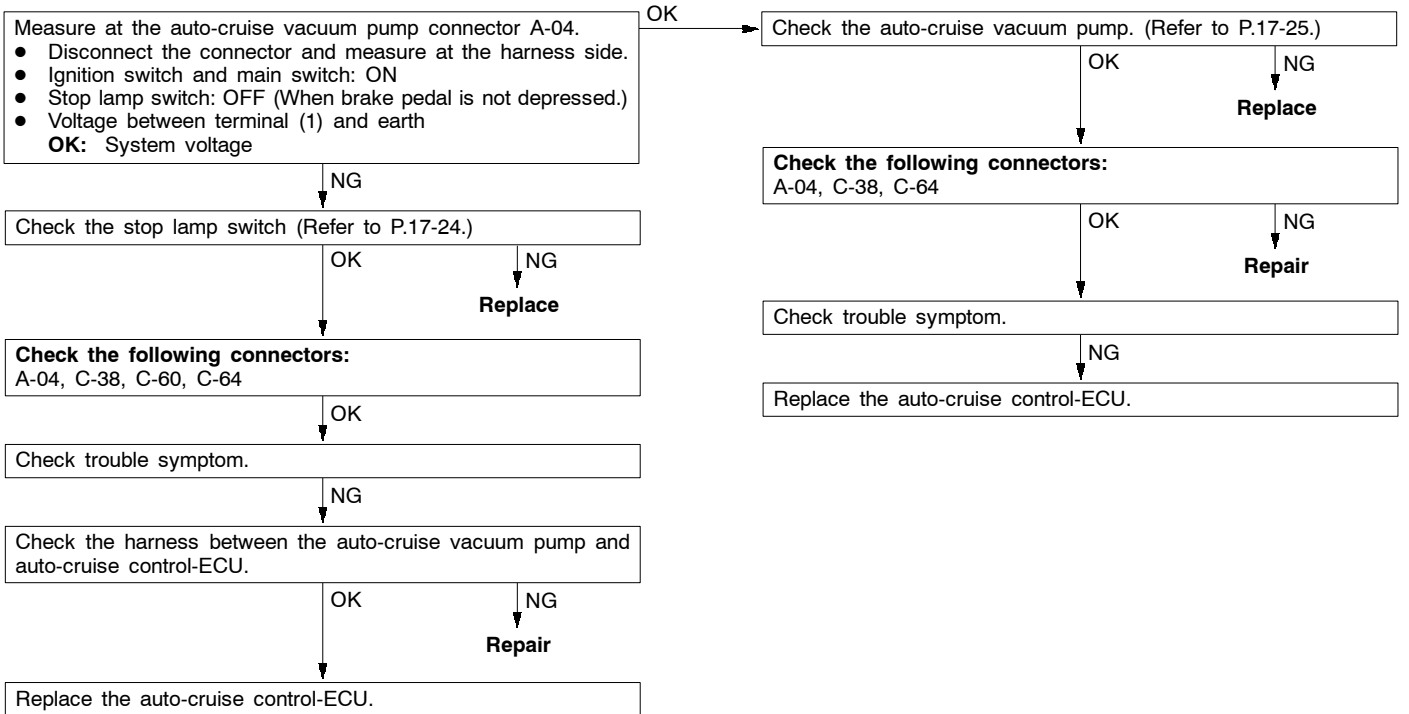 Measure at the auto-cruise vacuum pump connector A-04.
● Disconnect the connector and measure at the harness side.
● Ignition switch and main switch: ON
● Stop lamp switch: OFF (When brake pedal is not depressed.)
● Voltage between terminal (1) and earth
OK: System voltage
NG
Check the stop lamp switch (Refer to P.17-24.)
OK
NG
Replace
Check the following connectors:
A-04, C-38, C-60, C-64
OK
Check trouble symptom.
NG
Check the harness between the auto-cruise vacuum pump and
auto-cruise control-ECU.
OK
NG
Repair
Replace the auto-cruise control-ECU.
OK
Check the auto-cruise vacuum pump. (Refer to P.17-25.)
OK
NG
Replace
Check the following connectors:
A-04, C-38, C-64
OK
NG
Repair
Check trouble symptom.
NG
Replace the auto-cruise control-ECU.